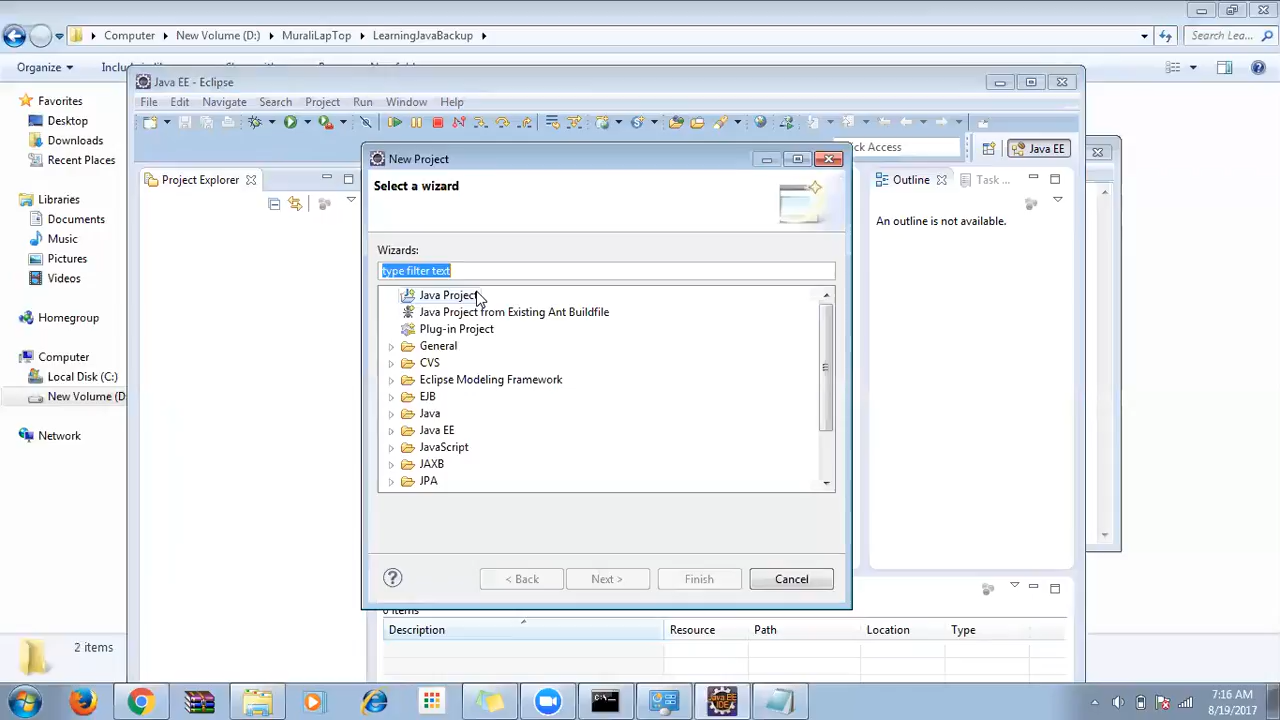 Computer
New Volume (D:)
MuraliLapTop
LearningJavaBackup
Search Lea...
Organize
Java EE - Eclipse
File Edit Navigate Search Project Run Window Help
Java EE
Project Explorer
Outline
Task ...
An outline is not available.
Favorites
Desktop
Downloads
Recent Places
Libraries
Documents
Music
Pictures
Videos
Homegroup
Computer
Local Disk (C:)
New Volume (D
Network
New Project
Select a wizard
Wizards:
type filter text
Java Project
Java Project from Existing Ant Buildfile
Plug-in Project
General
CVS
Eclipse Modeling Framework
EJB
Java
Java EE
JavaScript
JAXB
JPA
< Back
Next >
Finish
Cancel
Description
Resource
Path
Location
Type
2 items
7:16 AM
8/19/2017